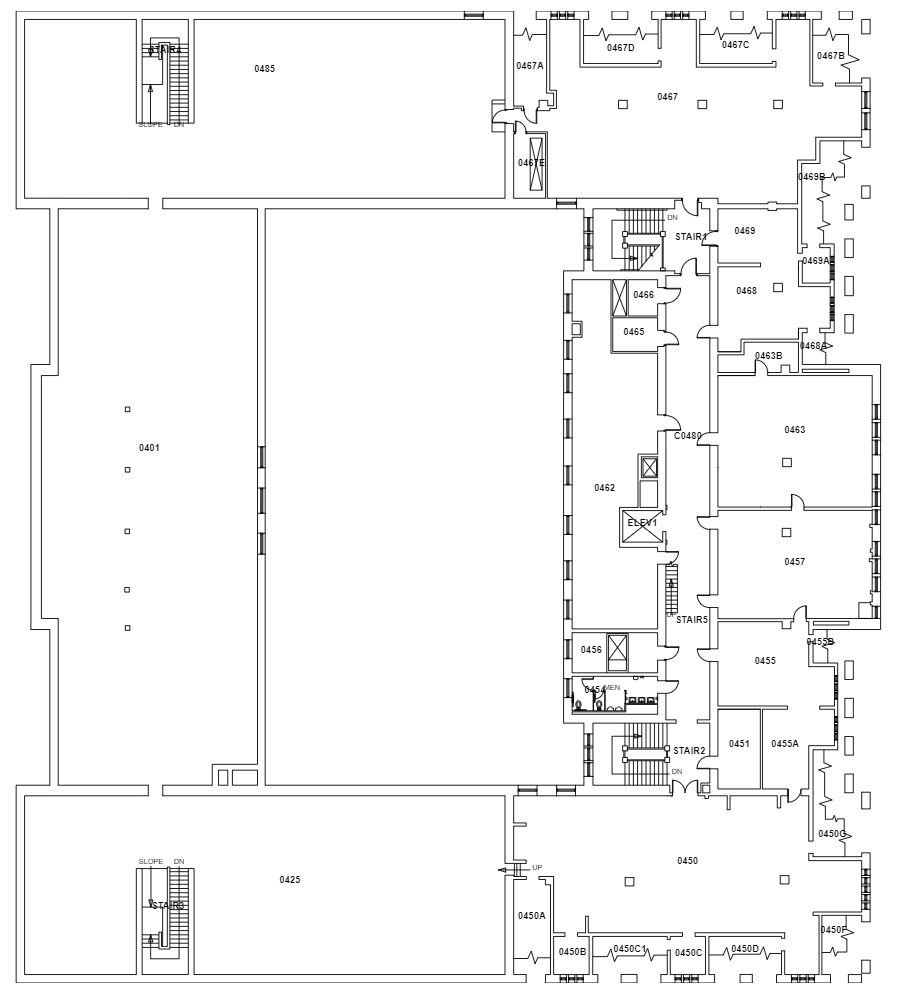 0467C
0467D
STAIR4
0467B
0467A
0485
0467
SLOPE DN
0467E
0469B
DN
0469
STAIR1
0469A
0468
0466
0465
0468A
0463B
0463
C0480
0401
0462
ELEV1
0457
UP
STAIR5
0455B
0456
0455
0454
MEN
0451
0455A
STAIR2
DN
0450G
SLOPE DN
0450
UP
0425
STAIR3
0450A
0450F
0450B
0450C1
0450C
0450D